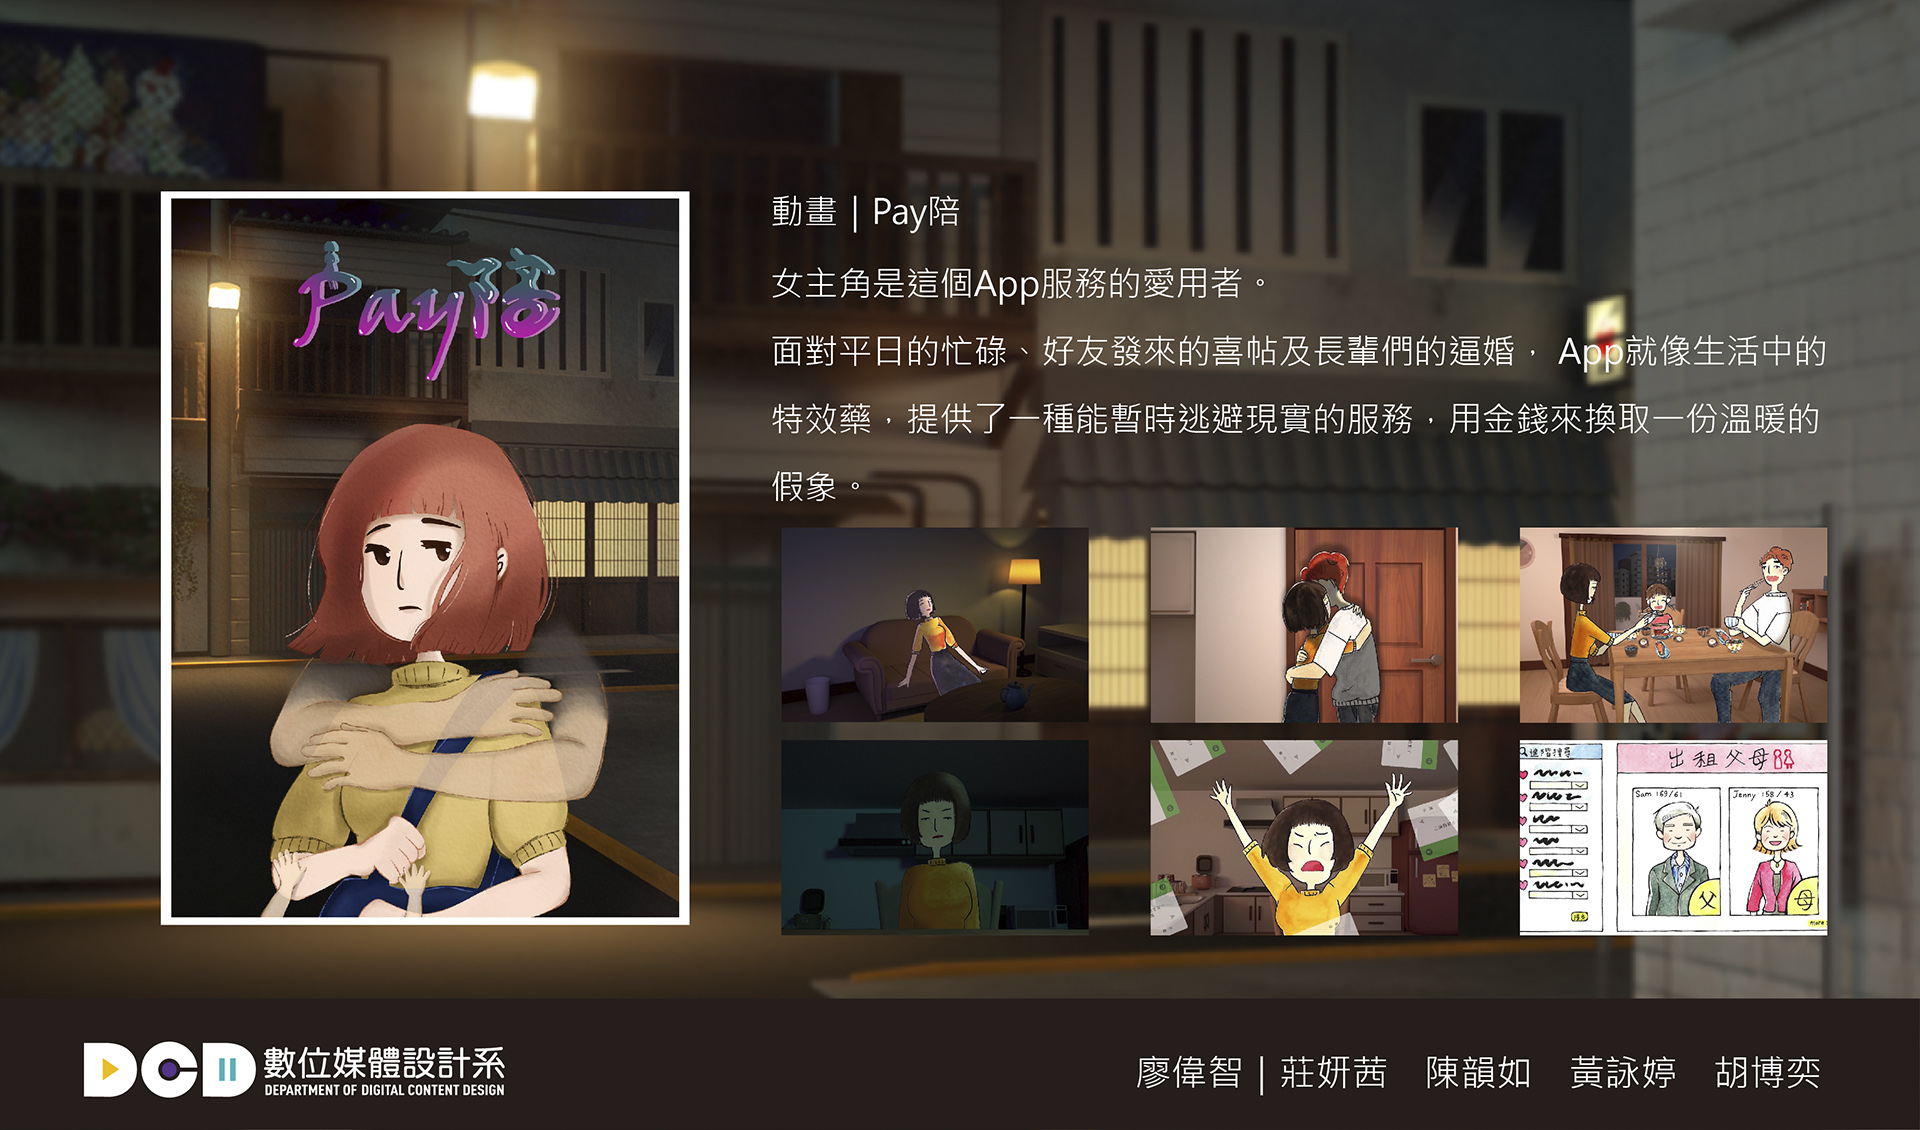 Pay陪
動畫｜Pay陪
女主角是這個App服務的愛用者。
面對平日的忙碌、好友發來的喜帖及長輩們的逼婚， App就像生活中的
特效藥，提供了一種能暫時逃避現實的服務，用金錢來換取一份溫暖的
假象。
進階搜尋
出租父母
Sam 169/61
Jenny 158/43
父
母
more
DCD
數位媒體設計系
DEPARTMENT OF DIGITAL CONTENT DESIGN
廖偉智｜莊妍茜 陳韻如 黃詠婷 胡博奕